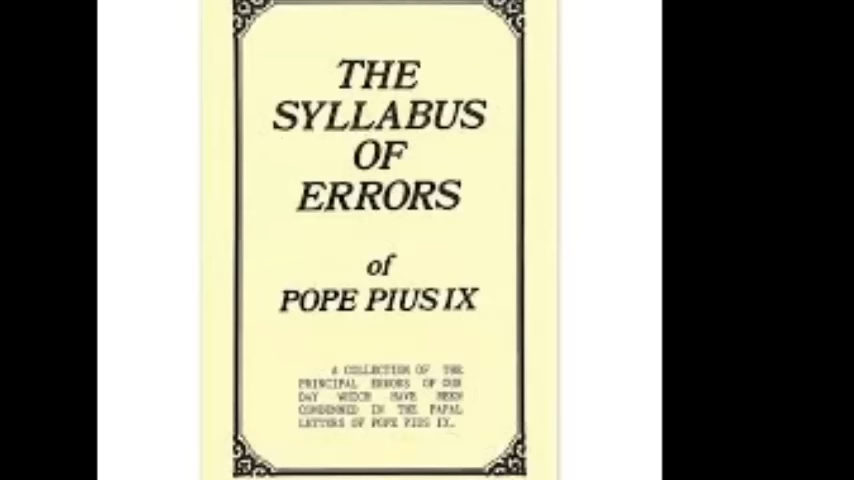 THE
SYLLABUS
OF
ERRORS
of
POPE PIUS IX
A COLLECTION OF THE
PRINCIPAL ERRORS OF OUR
DAY WHICH HAVE BEEN
CONDEMNED IN THE PAPAL
LETTERS OF POPE PIUS IX.